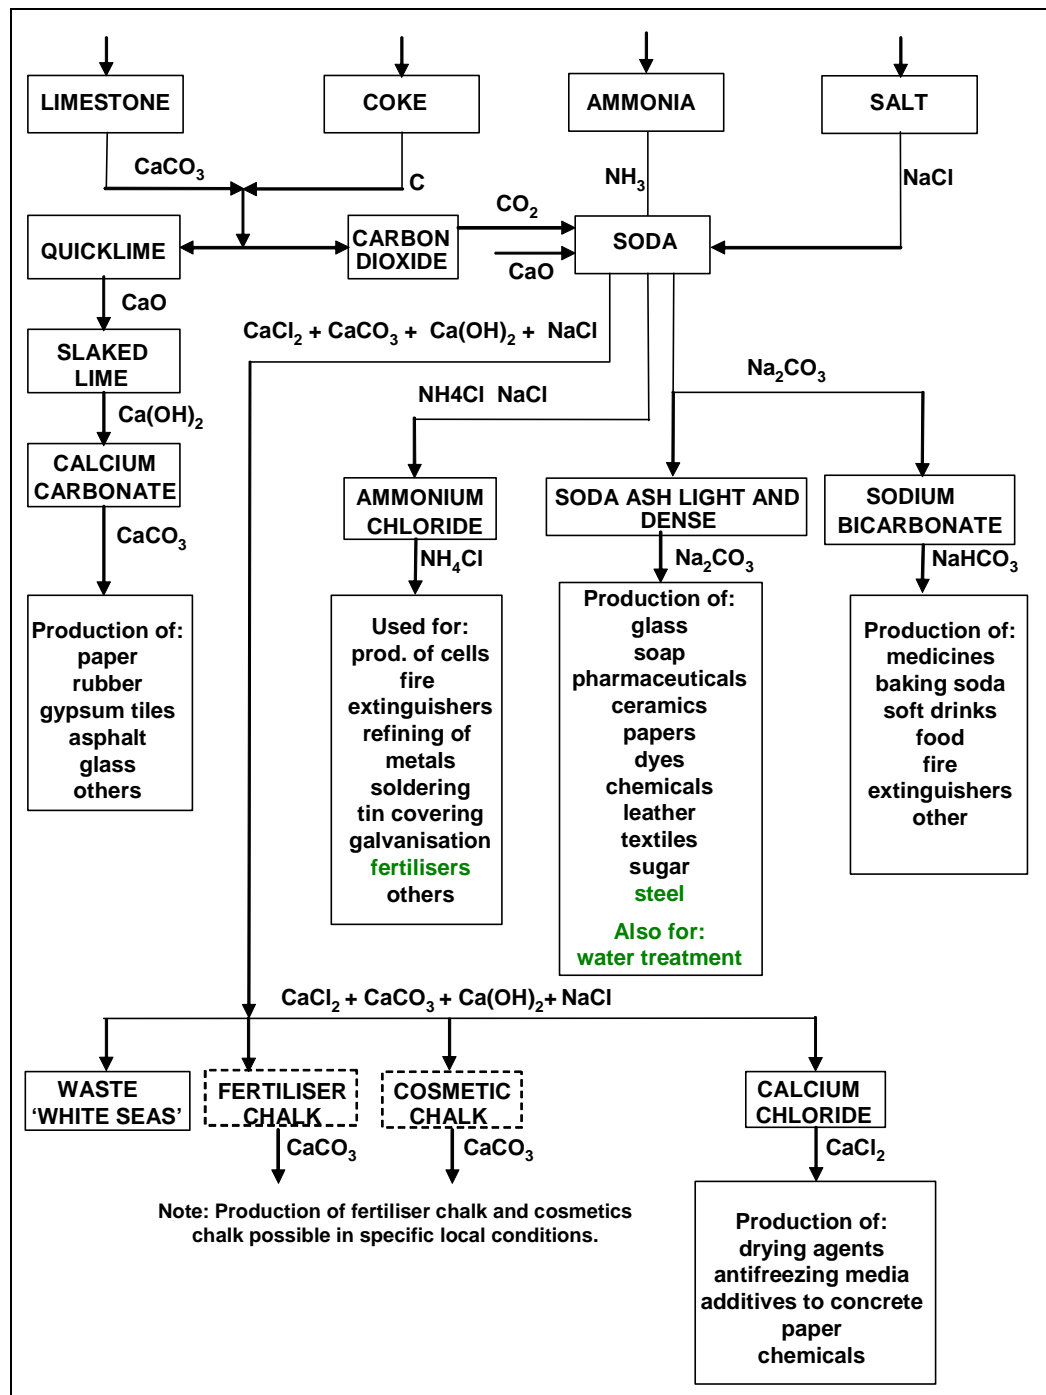 LIMESTONE
COKE
AMMONIA
SALT
CaCO3
C
NH3
NaCl
QUICKLIME
CARBON
DIOXIDE
CO2
CaO
SODA
CaO
CaCl2 + CaCO3 + Ca(OH)2 + NaCl
SLAKED
LIME
Na2CO3
NH4Cl NaCl
Ca(OH)2
CALCIUM
CARBONATE
AMMONIUM
CHLORIDE
SODA ASH LIGHT AND
DENSE
SODIUM
BICARBONATE
CaCO3
NH4Cl
Na2CO3
NaHCO3
Production of:
paper
rubber
gypsum tiles
asphalt
glass
others
Used for:
prod. of cells
fire
extinguishers
refining of
metals
soldering
tin covering
galvanisation
fertilisers
others
Production of:
glass
soap
pharmaceuticals
ceramics
papers
dyes
chemicals
leather
textiles
sugar
steel
Also for:
water treatment
Production of:
medicines
baking soda
soft drinks
food
fire
extinguishers
other
CaCl2 + CaCO3 + Ca(OH)2+ NaCl
WASTE
‘WHITE SEAS’
FERTILISER
CHALK
COSMETIC
CHALK
CALCIUM
CHLORIDE
CaCO3
CaCO3
CaCl2
Note: Production of fertiliser chalk and cosmetics
chalk possible in specific local conditions.
Production of:
drying agents
antifreezing media
additives to concrete
paper
chemicals